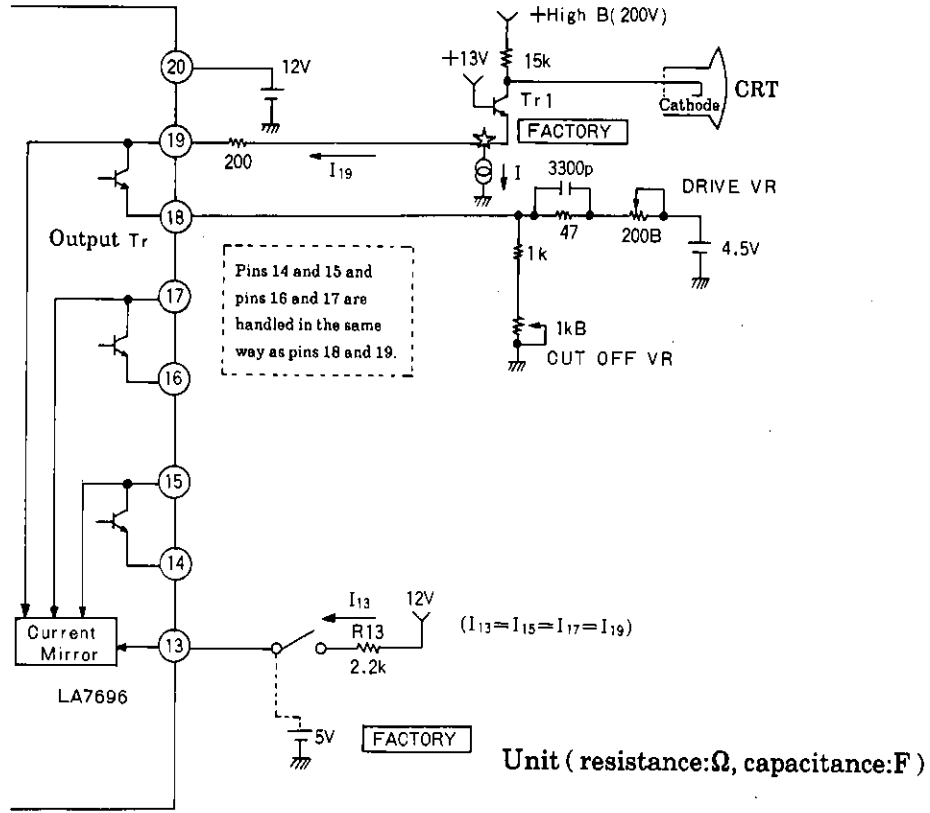 +High B(200V)
20
12V
+13V
15k
Tr1
Cathode
CRT
FACTORY
19
200
I19
I
3300p
DRIVE VR
18
47
200B
4.5V
Output Tr
1k
Pins 14 and 15 and
pins 16 and 17 are
handled in the same
way as pins 18 and 19.
17
1kB
CUT OFF VR
16
15
14
I13
12V
(I13=I15=I17=I19)
R13
2.2k
13
Current
Mirror
LA7696
5V
FACTORY
Unit ( resistance:Ω, capacitance:F )